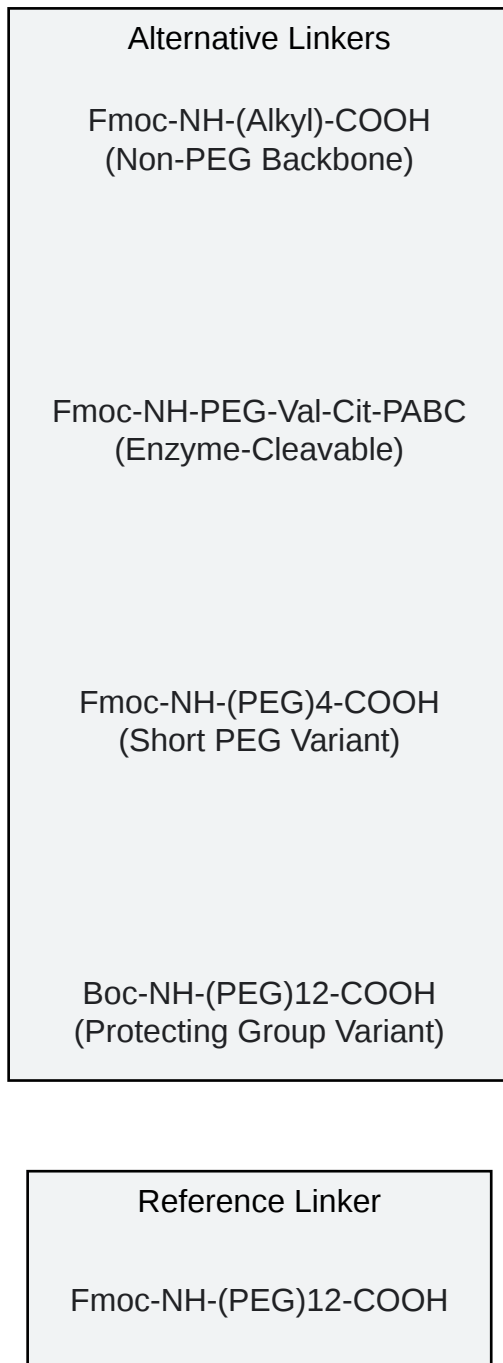 Alternative Linkers
Fmoc-NH-(Alkyl)-COOH
(Non-PEG Backbone)
Fmoc-NH-PEG-Val-Cit-PABC
(Enzyme-Cleavable)
Fmoc-NH-(PEG)4-COOH
(Short PEG Variant)
Boc-NH-(PEG)12-COOH
(Protecting Group Variant)
Reference Linker
Fmoc-NH-(PEG)12-COOH